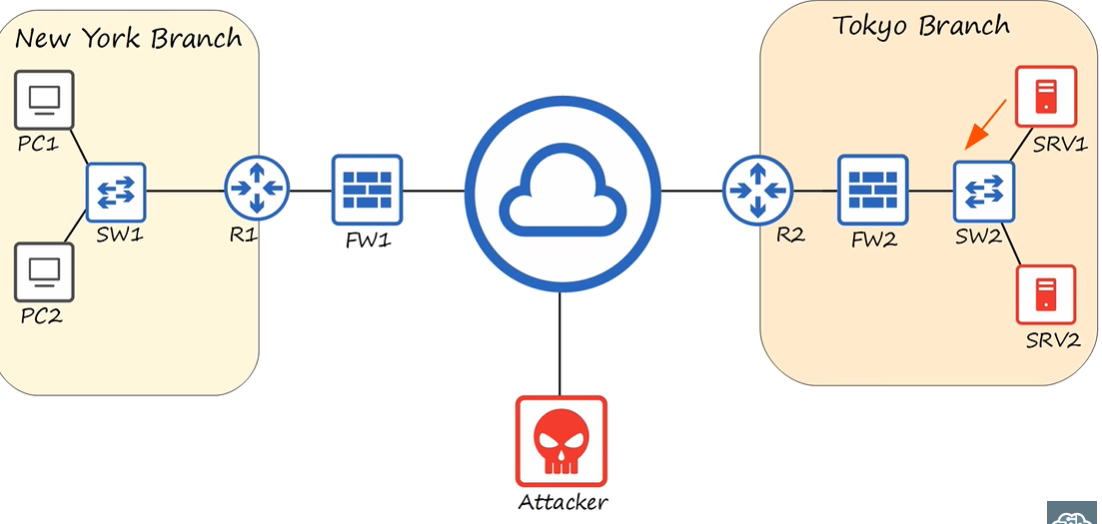 New York Branch
Tokyo Branch
PC1
SRV1
SW1
R1
FW1
R2
FW2
SW2
PC2
SRV2
Attacker